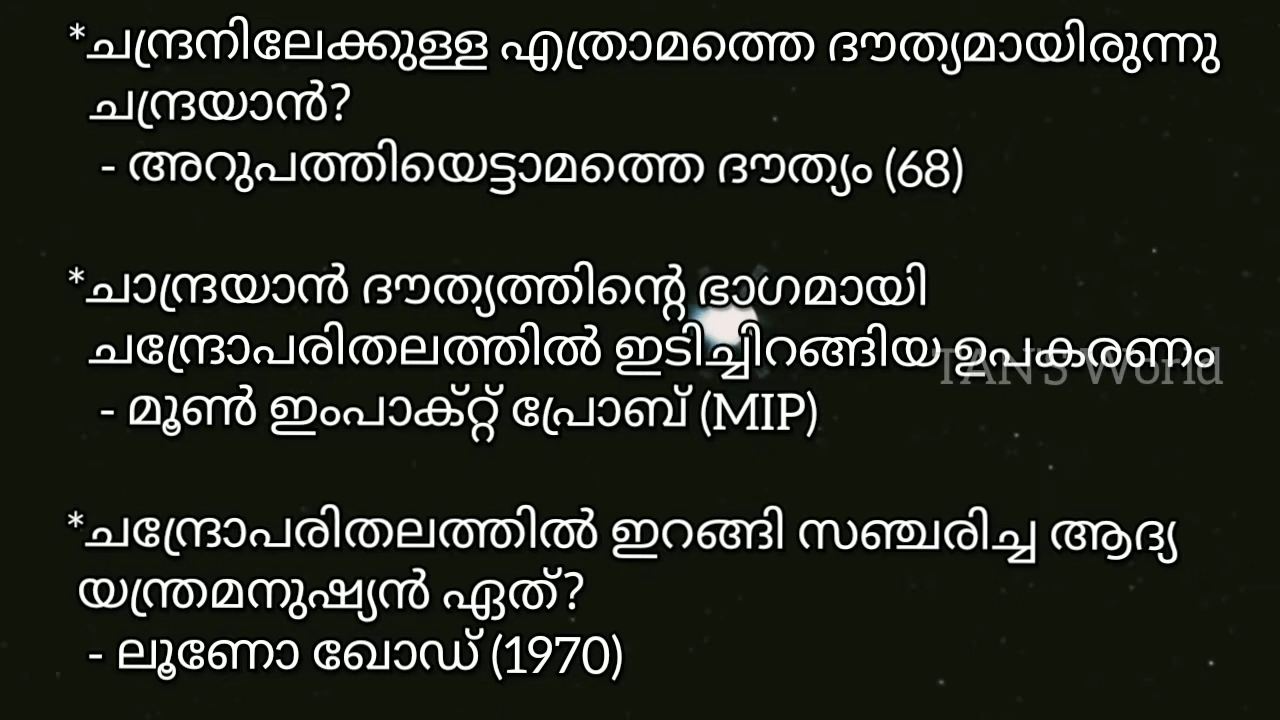 *ചന്ദ്രനിലേക്കുള്ള എത്രാമത്തെ ദൗത്യമായിരുന്നു
ചന്ദ്രയാൻ?
- അറുപത്തിയെട്ടാമത്തെ ദൗത്യം (68)
*ചാന്ദ്രയാൻ ദൗത്യത്തിന്റെ ഭാഗമായി
ചന്ദ്രോപരിതലത്തിൽ ഇടിച്ചിറങ്ങിയ ഉപകരണം
TAN'S World
- മൂൺ ഇംപാക്റ്റ് പ്രോബ് (MIP)
*ചന്ദ്രോപരിതലത്തിൽ ഇറങ്ങി സഞ്ചരിച്ച ആദ്യ
യന്ത്രമനുഷ്യൻ ഏത്?
- ലൂണോ ഖോഡ് (1970)